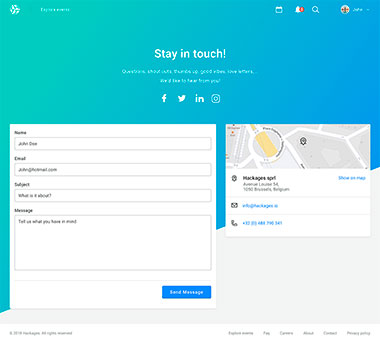 Explore events
John
Stay in touch!
Questions, shout outs, thumbs up, good vibes, love letters, ...
We'd like to hear from you!
Name
John Doe
Email
John@hotmail.com
Subject
What is it about?
Message
Tell us what you have in mind
Send Message
Hackages sprl
Show on map
Avenue Louise 54,
1050 Brussels, Belgium
info@hackages.io
+32 (0) 488 790 341
© 2018 Hackages. All rights reserved
Explore events
Faq
Careers
About
Contact
Privacy policy